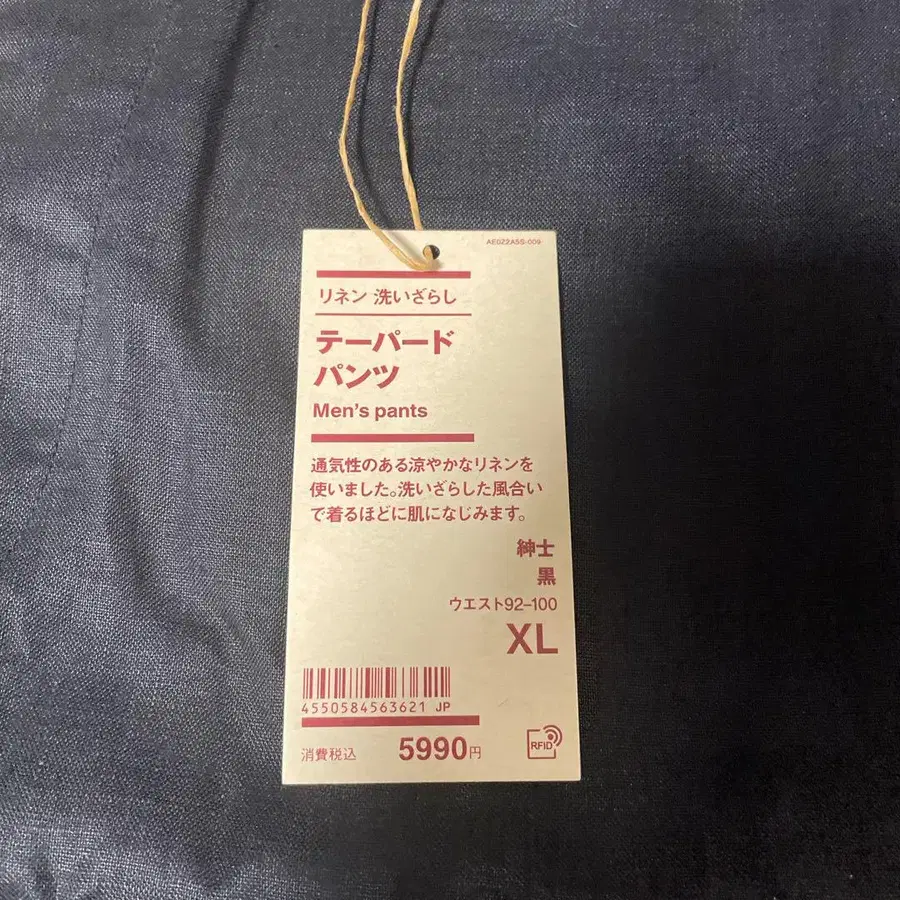 AE0Z2A5S-009
リネン 洗いざらし
テーパード
パンツ
Men's pants
通気性のある涼やかなリネンを
使いました。洗いざらした風合い
で着るほどに肌になじみます。
紳士
黒
ウエスト92–100
XL
4550584563621 JP
消費税込 5990円
RFID